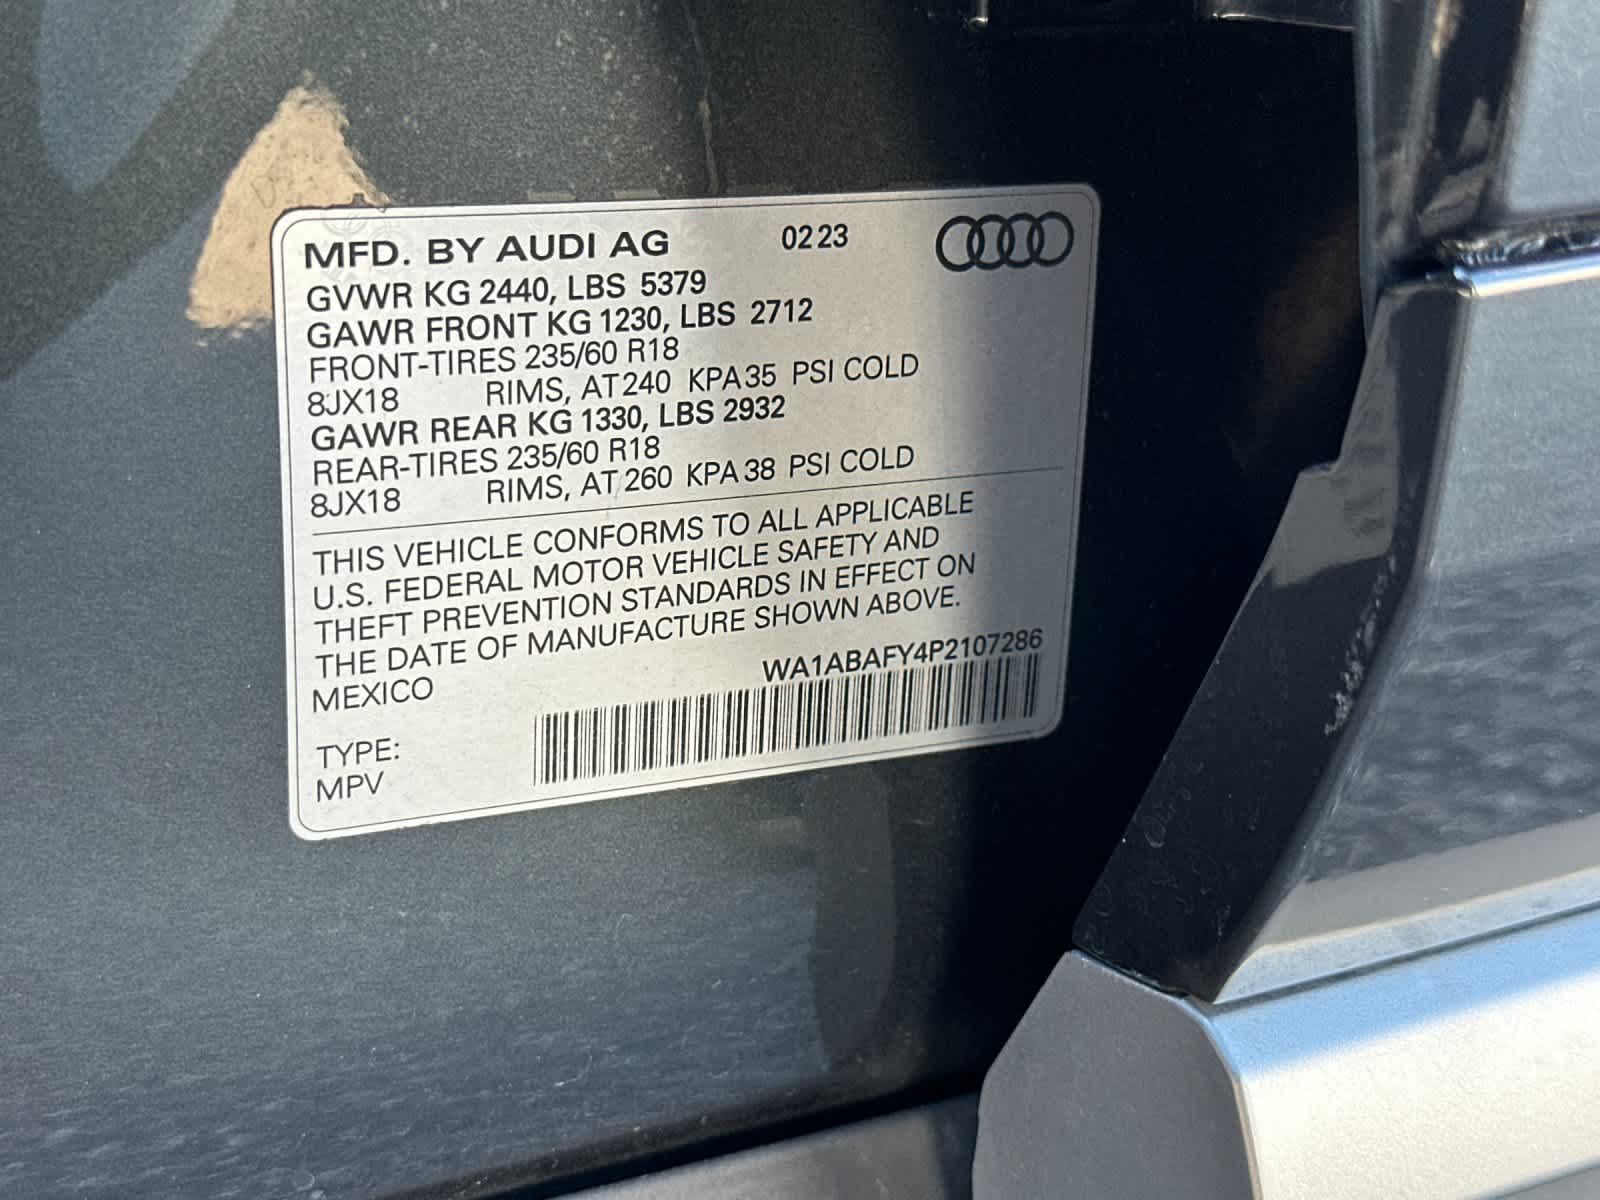 MFD. BY AUDI AG 0223
GVWR KG 2440, LBS 5379
GAWR FRONT KG 1230, LBS 2712
FRONT-TIRES 235/60 R18
8JX18 RIMS, AT 240 KPA 35 PSI COLD
GAWR REAR KG 1330, LBS 2932
REAR-TIRES 235/60 R18
8JX18 RIMS, AT 260 KPA 38 PSI COLD
THIS VEHICLE CONFORMS TO ALL APPLICABLE
U.S. FEDERAL MOTOR VEHICLE SAFETY AND
THEFT PREVENTION STANDARDS IN EFFECT ON
THE DATE OF MANUFACTURE SHOWN ABOVE.
MEXICO WA1ABAFY4P2107286
TYPE:
MPV